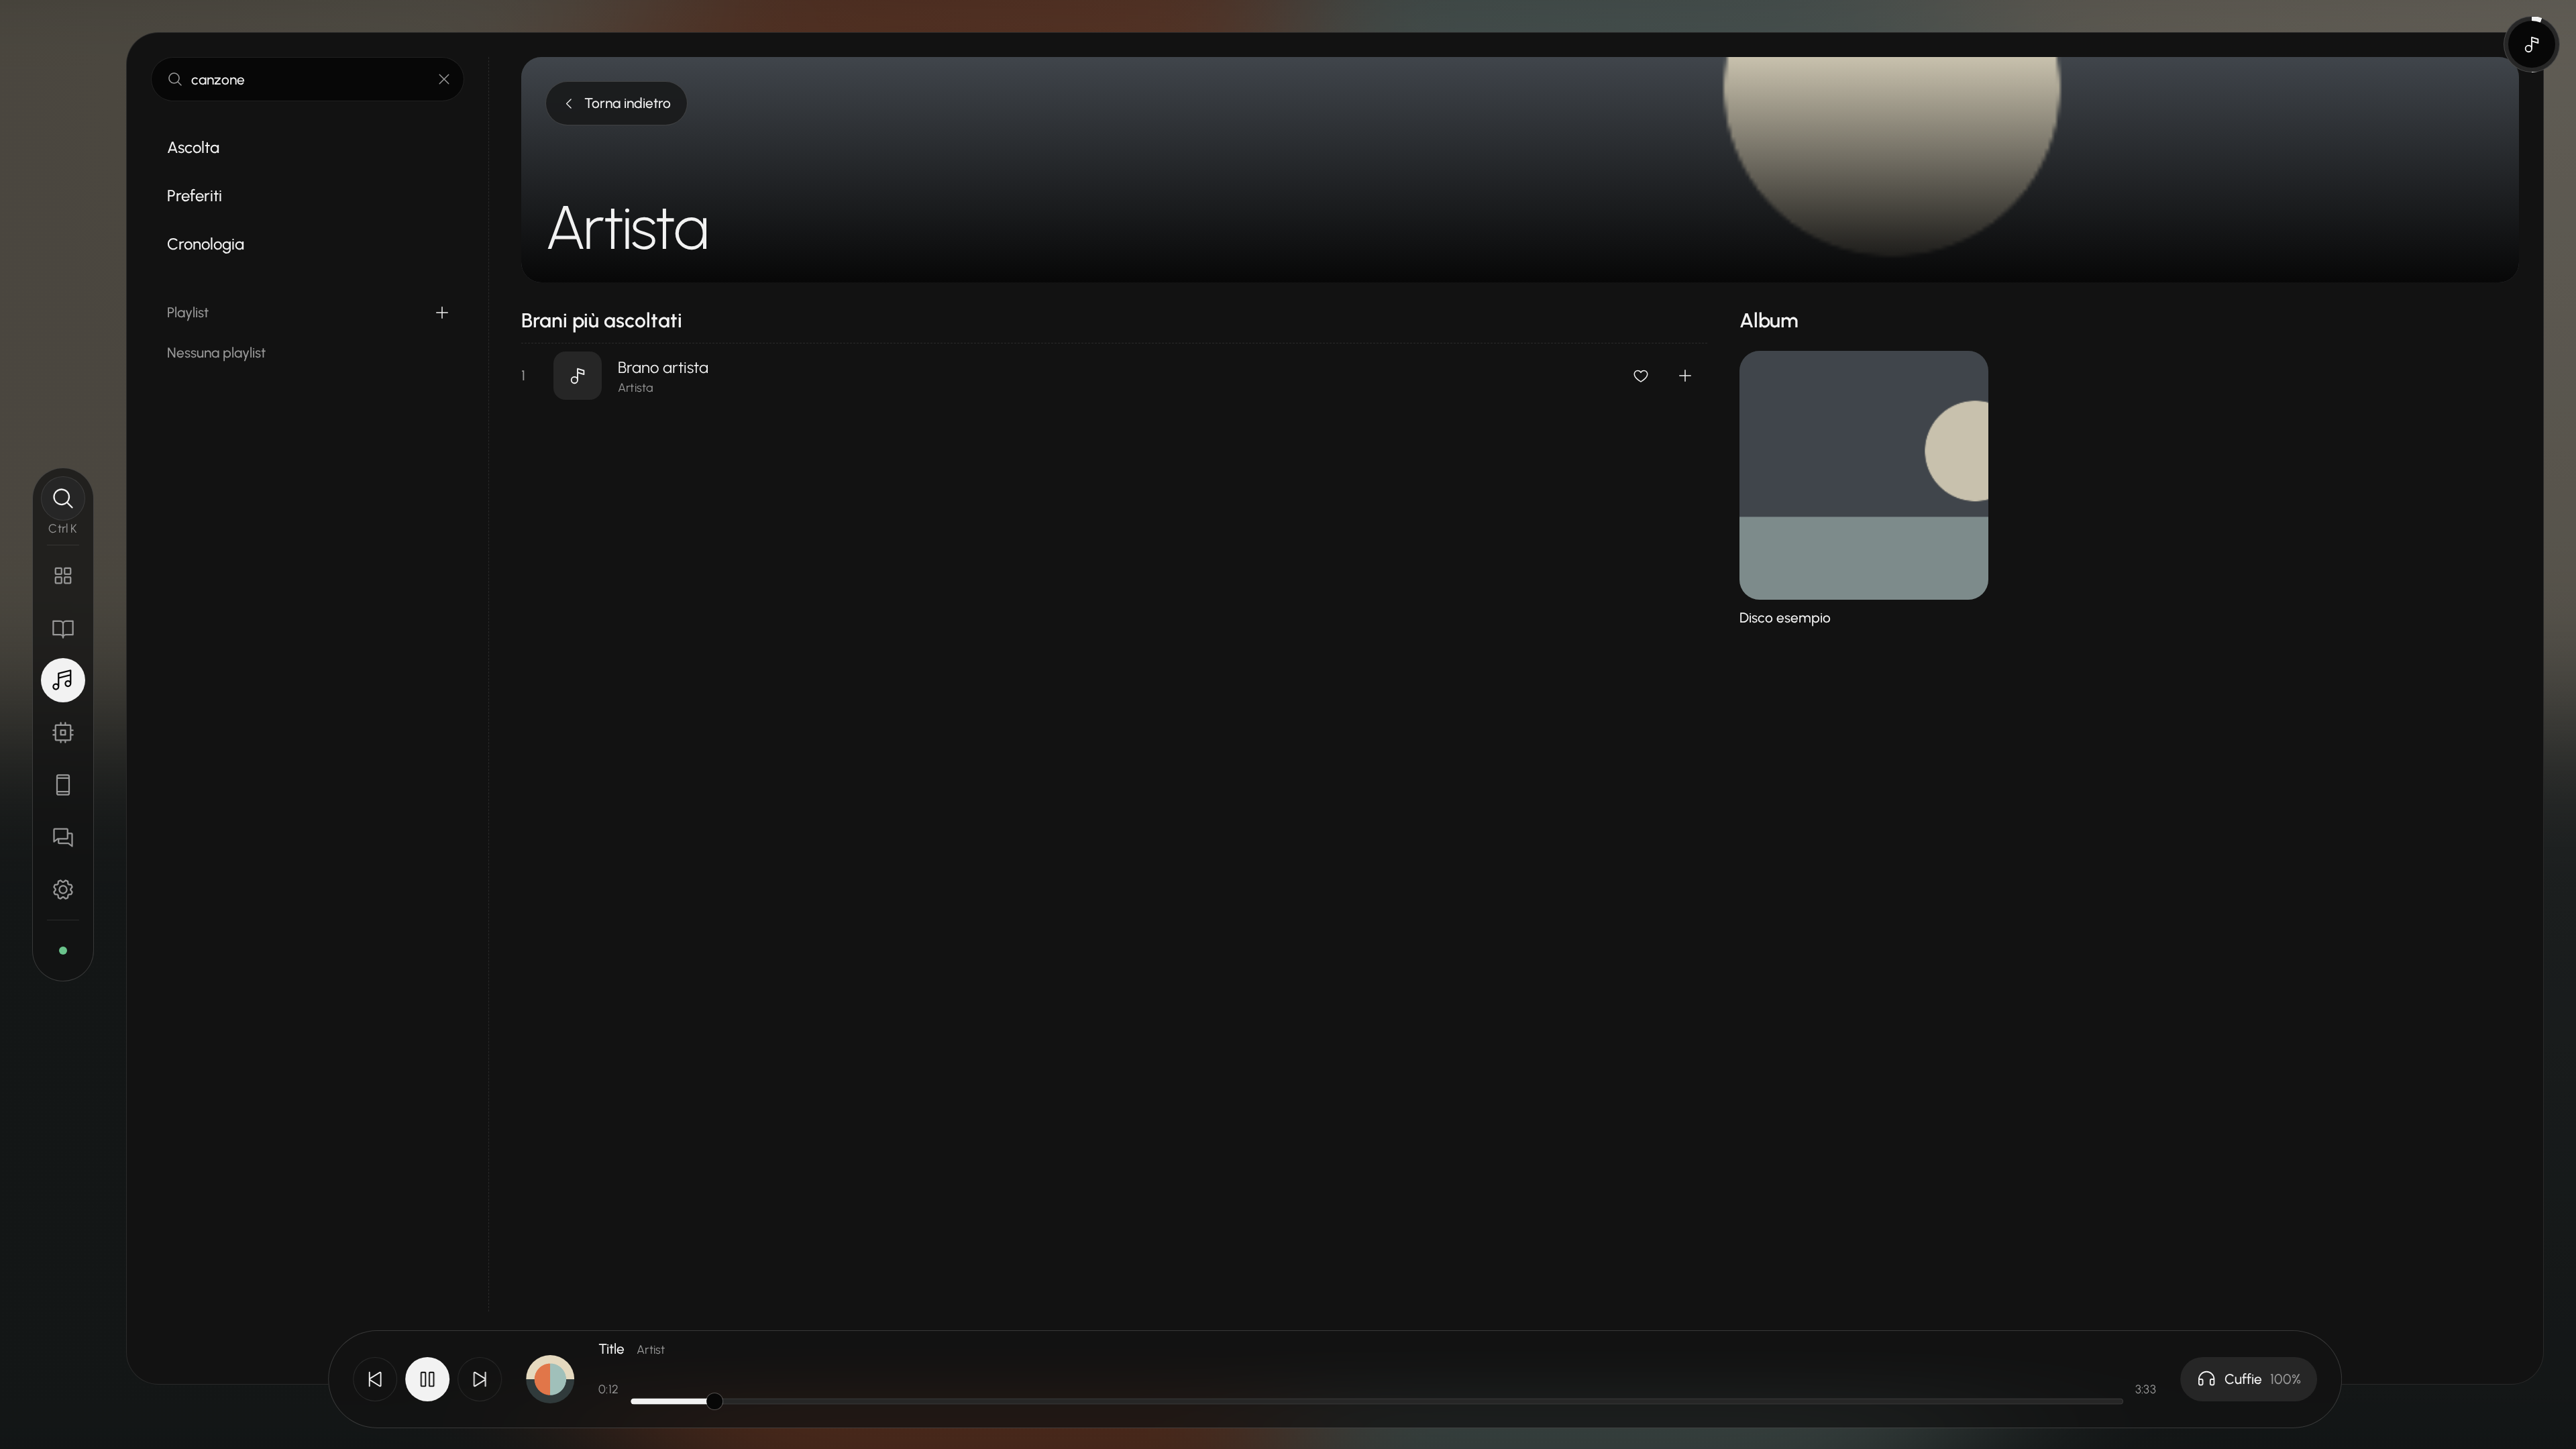 canzone
Ascolta
Preferiti
Cronologia
Playlist
Nessuna playlist
Ctrl K
Torna indietro
Artista
Brani più ascoltati
1
Brano artista
Artista
Album
Disco esempio
Title Artist
0:12
3:33
Cuffie 100%